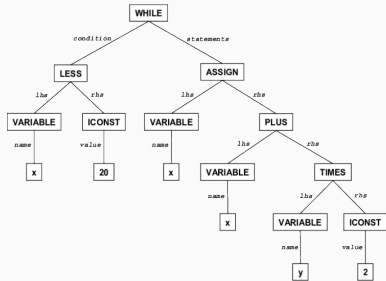 WHILE
condition
statements
LESS
ASSIGN
lhs
rhs
lhs
rhs
VARIABLE
ICONST
VARIABLE
PLUS
name
value
name
lhs
rhs
x
20
x
VARIABLE
TIMES
name
lhs
rhs
x
VARIABLE
ICONST
name
value
y
2